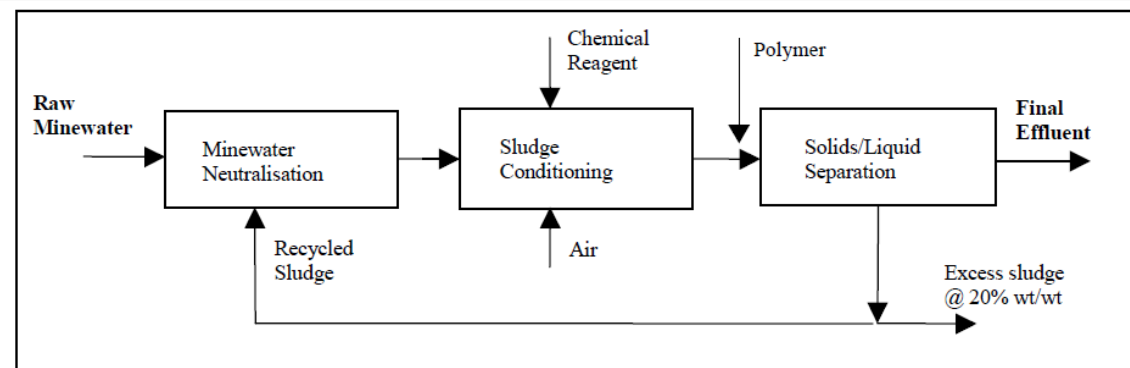 Chemical
Reagent
Polymer
Raw
Minewater
Final
Effluent
Minewater
Neutralisation
Sludge
Conditioning
Solids/Liquid
Separation
Recycled
Sludge
Air
Excess sludge
@ 20% wt/wt